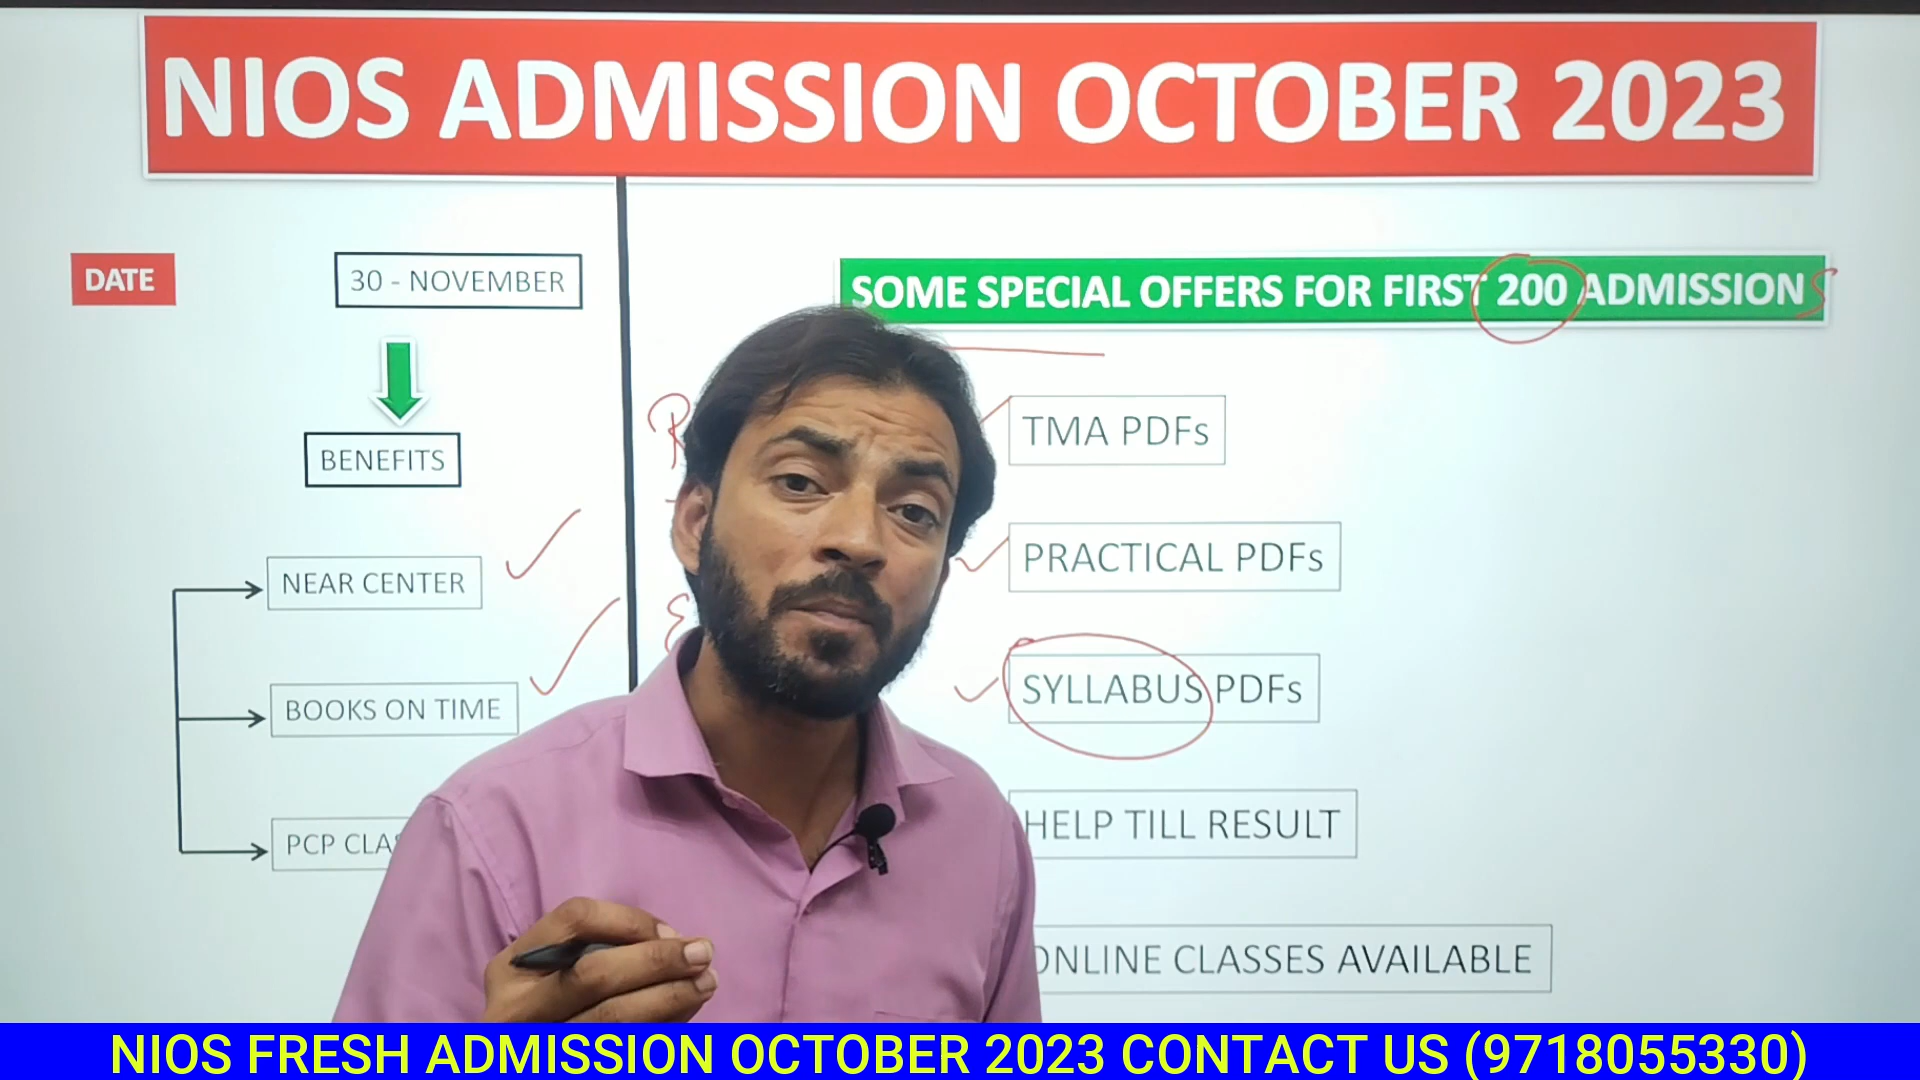 NIOS ADMISSION OCTOBER 2023
DATE
30 - NOVEMBER
BENEFITS
NEAR CENTER
BOOKS ON TIME
PCP
SOME SPECIAL OFFERS FOR FIRST 200 ADMISSIONS
TMA PDFs
PRACTICAL PDFs
SYLLABUS PDFs
HELP TILL RESULT
ONLINE CLASSES AVAILABLE
NIOS FRESH ADMISSION OCTOBER 2023 CONTACT US (9718055330)